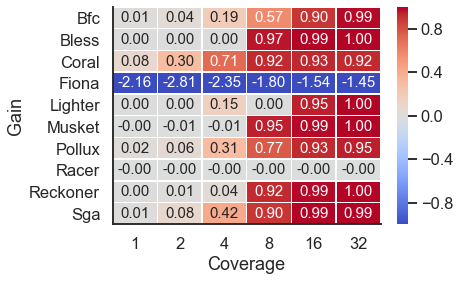 Gain
Bfc 0.01 0.04 0.19 0.57 0.90 0.99
Bless 0.00 0.00 0.00 0.97 0.99 1.00
Coral 0.08 0.30 0.71 0.92 0.93 0.92
Fiona -2.16 -2.81 -2.35 -1.80 -1.54 -1.45
Lighter 0.00 0.00 0.15 0.00 0.95 1.00
Musket -0.00 -0.01 -0.01 0.95 0.99 1.00
Pollux 0.02 0.06 0.31 0.77 0.93 0.95
Racer -0.00 -0.00 -0.00 -0.00 -0.00 -0.00
Reckoner 0.00 0.01 0.04 0.92 0.99 1.00
Sga 0.01 0.08 0.42 0.90 0.99 0.99
1 2 4 8 16 32
Coverage
0.8
0.4
0.0
−0.4
−0.8